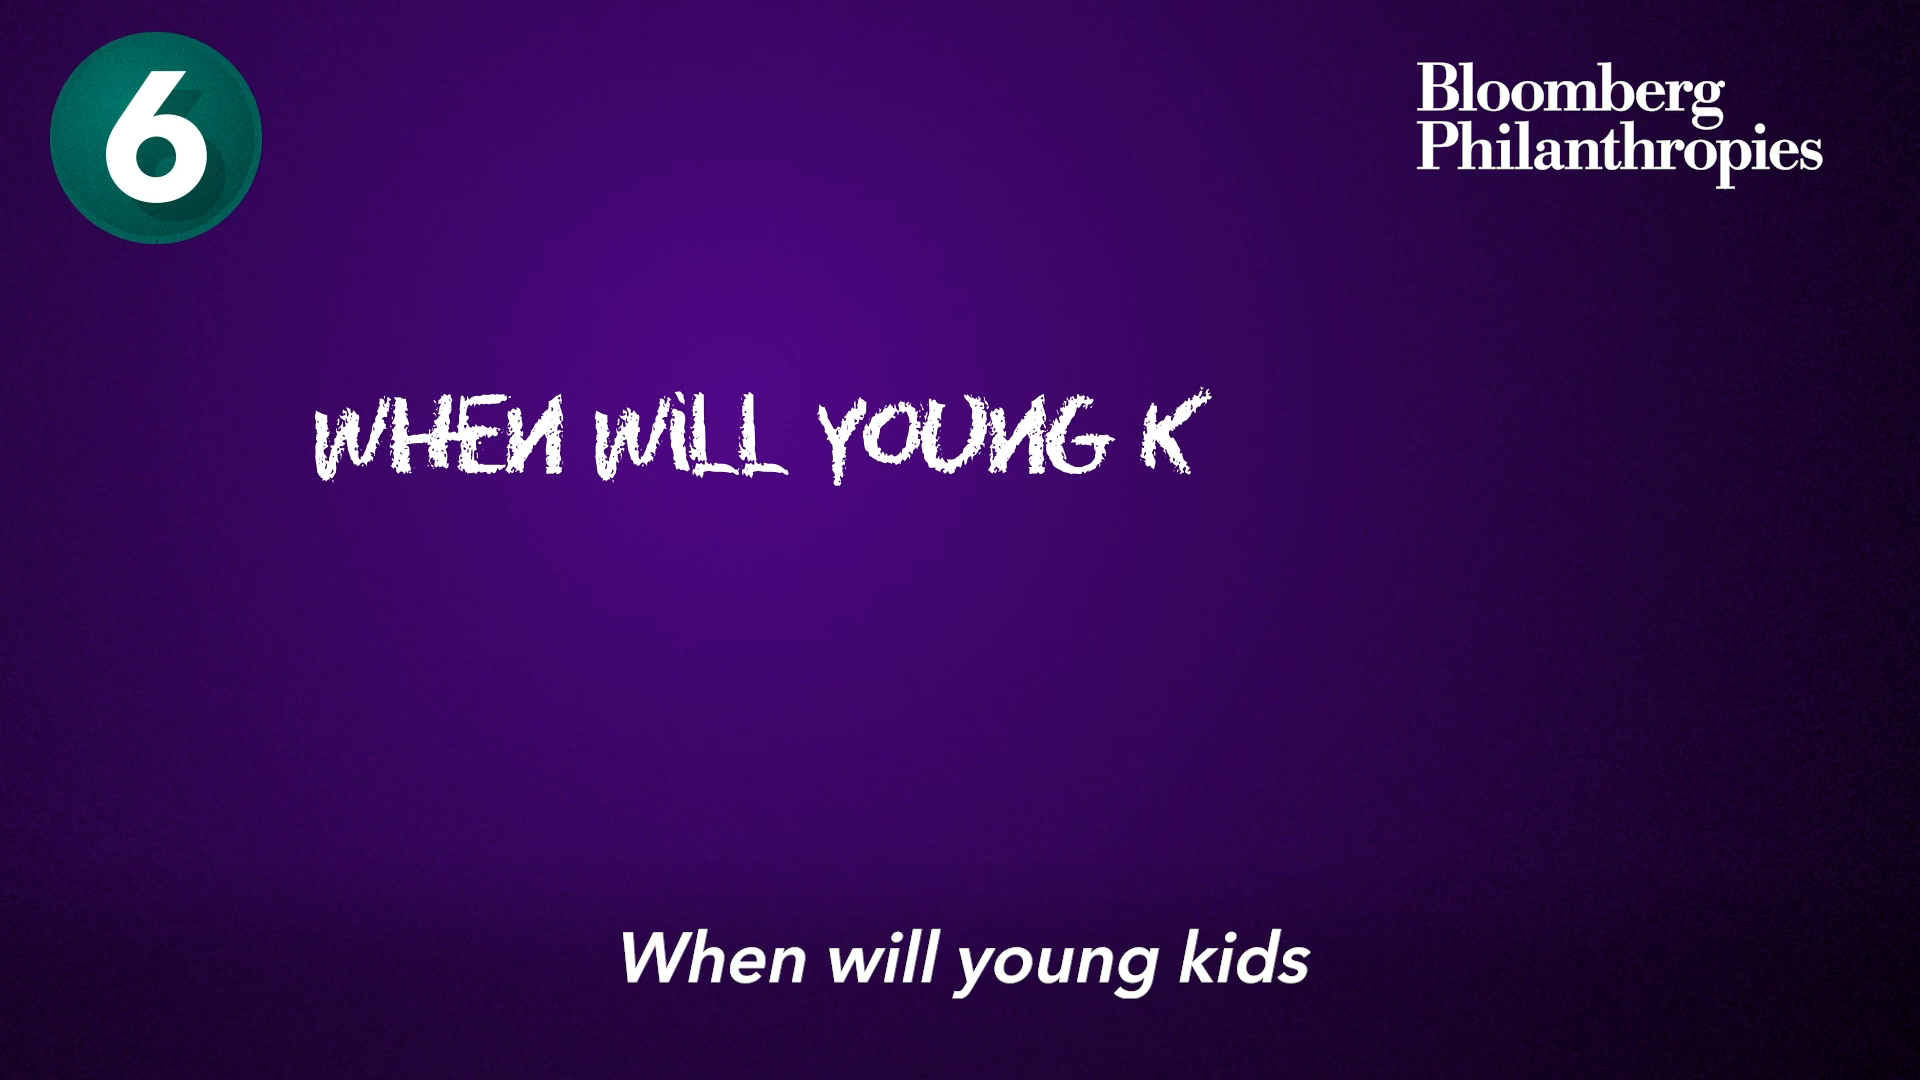 6
Bloomberg
Philanthropies
WHEN WiLL YOUNG K
When will young kids